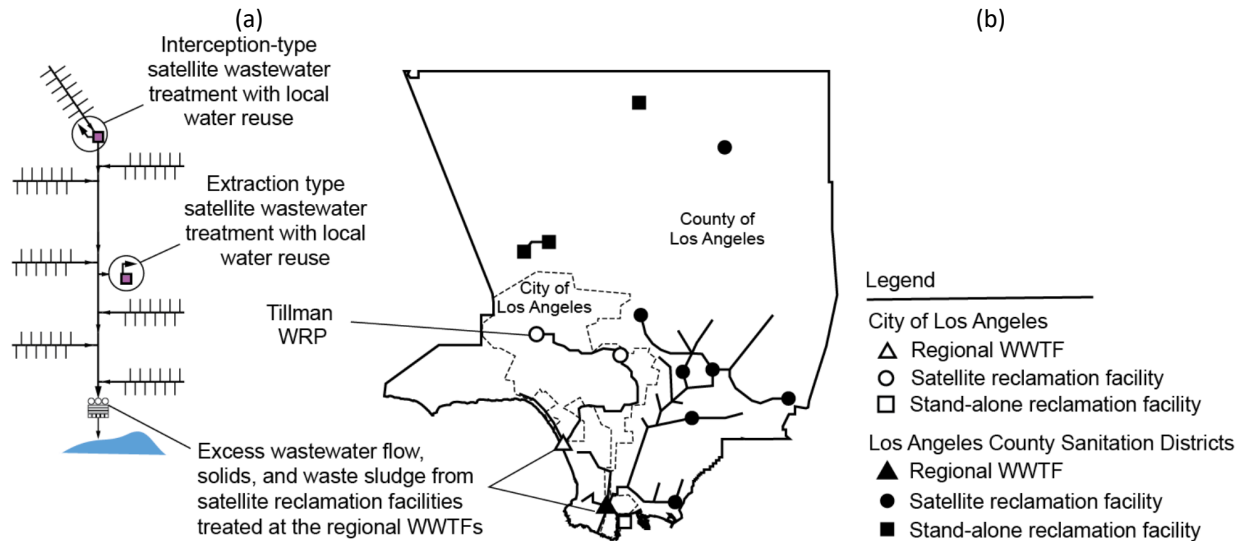 (a)
(b)
Interception-type
satellite wastewater
treatment with local
water reuse
Extraction type
satellite wastewater
treatment with local
water reuse
Tillman
WRP
Excess wastewater flow,
solids, and waste sludge from
satellite reclamation facilities
treated at the regional WWTFs
County of
Los Angeles
City of
Los Angeles
Legend
City of Los Angeles
Regional WWTF
Satellite reclamation facility
Stand-alone reclamation facility
Los Angeles County Sanitation Districts
Regional WWTF
Satellite reclamation facility
Stand-alone reclamation facility